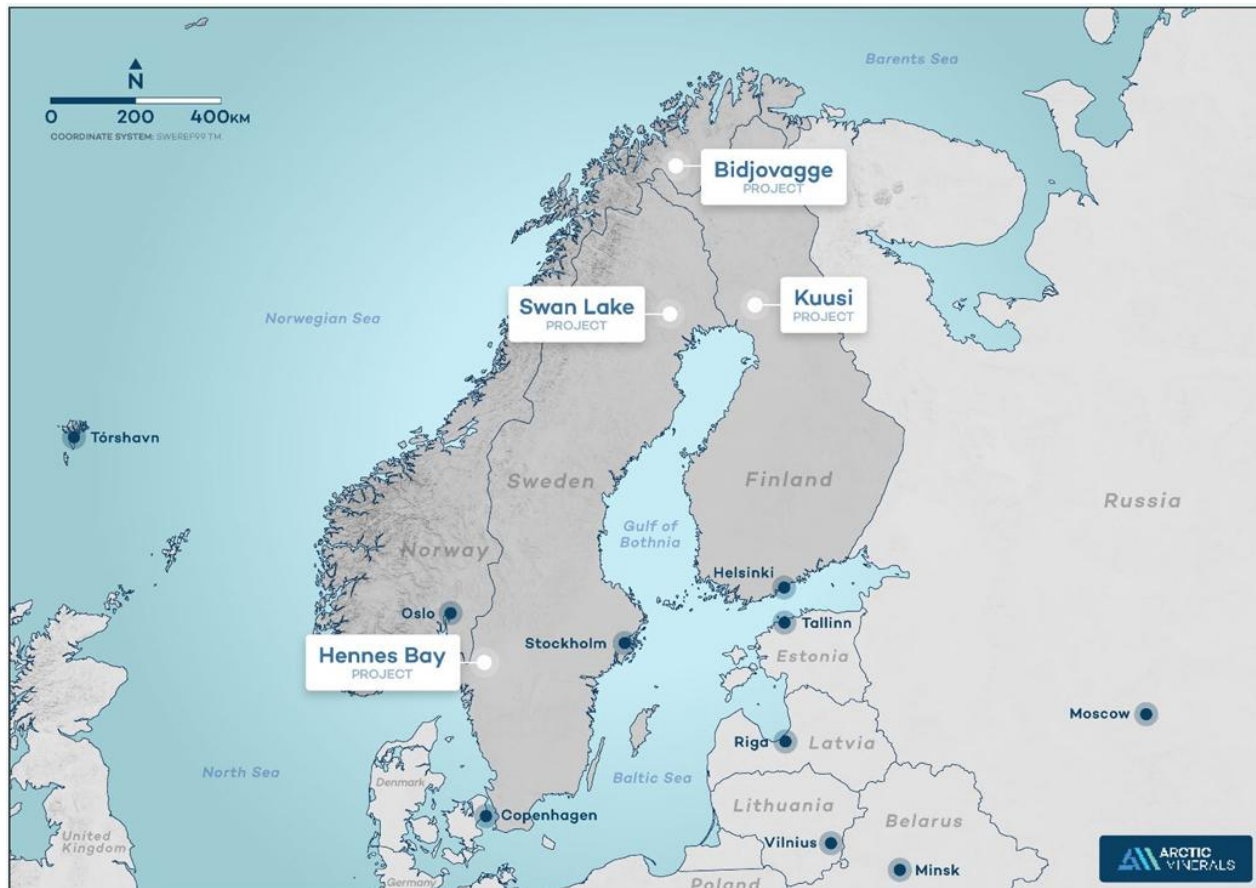 Barents Sea
N
0 200 400KM
COORDINATE SYSTEM: SWEREF99 TM
Bidjovagge
PROJECT
Swan Lake
PROJECT
Kuusi
PROJECT
Norwegian Sea
Tórshavn
Sweden
Finland
Russia
Gulf of
Bothnia
Norway
Helsinki
Oslo
Tallinn
Stockholm
Hennes Bay
PROJECT
Estonia
Moscow
Riga
Latvia
North Sea
Denmark
Baltic Sea
Lithuania
Copenhagen
Belarus
United
Kingdom
Vilnius
Minsk
Germany
Poland
ARCTIC
MINERALS